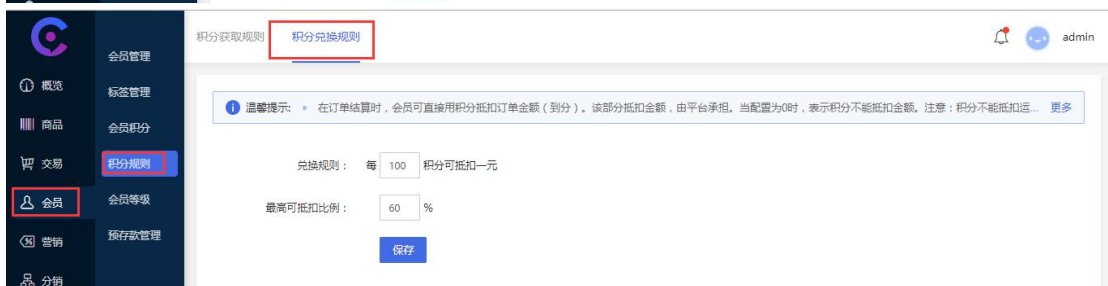 积分获取规则 积分兑换规则 admin
会员管理
概览 标签管理
温馨提示: • 在订单结算时，会员可直接用积分抵扣订单金额（到分）。该部分抵扣金额，由平台承担。当配置为0时，表示积分不能抵扣金额。注意：积分不能抵扣运... 更多
商品 会员积分
交易 积分规则
兑换规则： 每 100 积分可抵扣一元
会员 会员等级
最高可抵扣比例： 60 %
营销 预存款管理
保存
分销